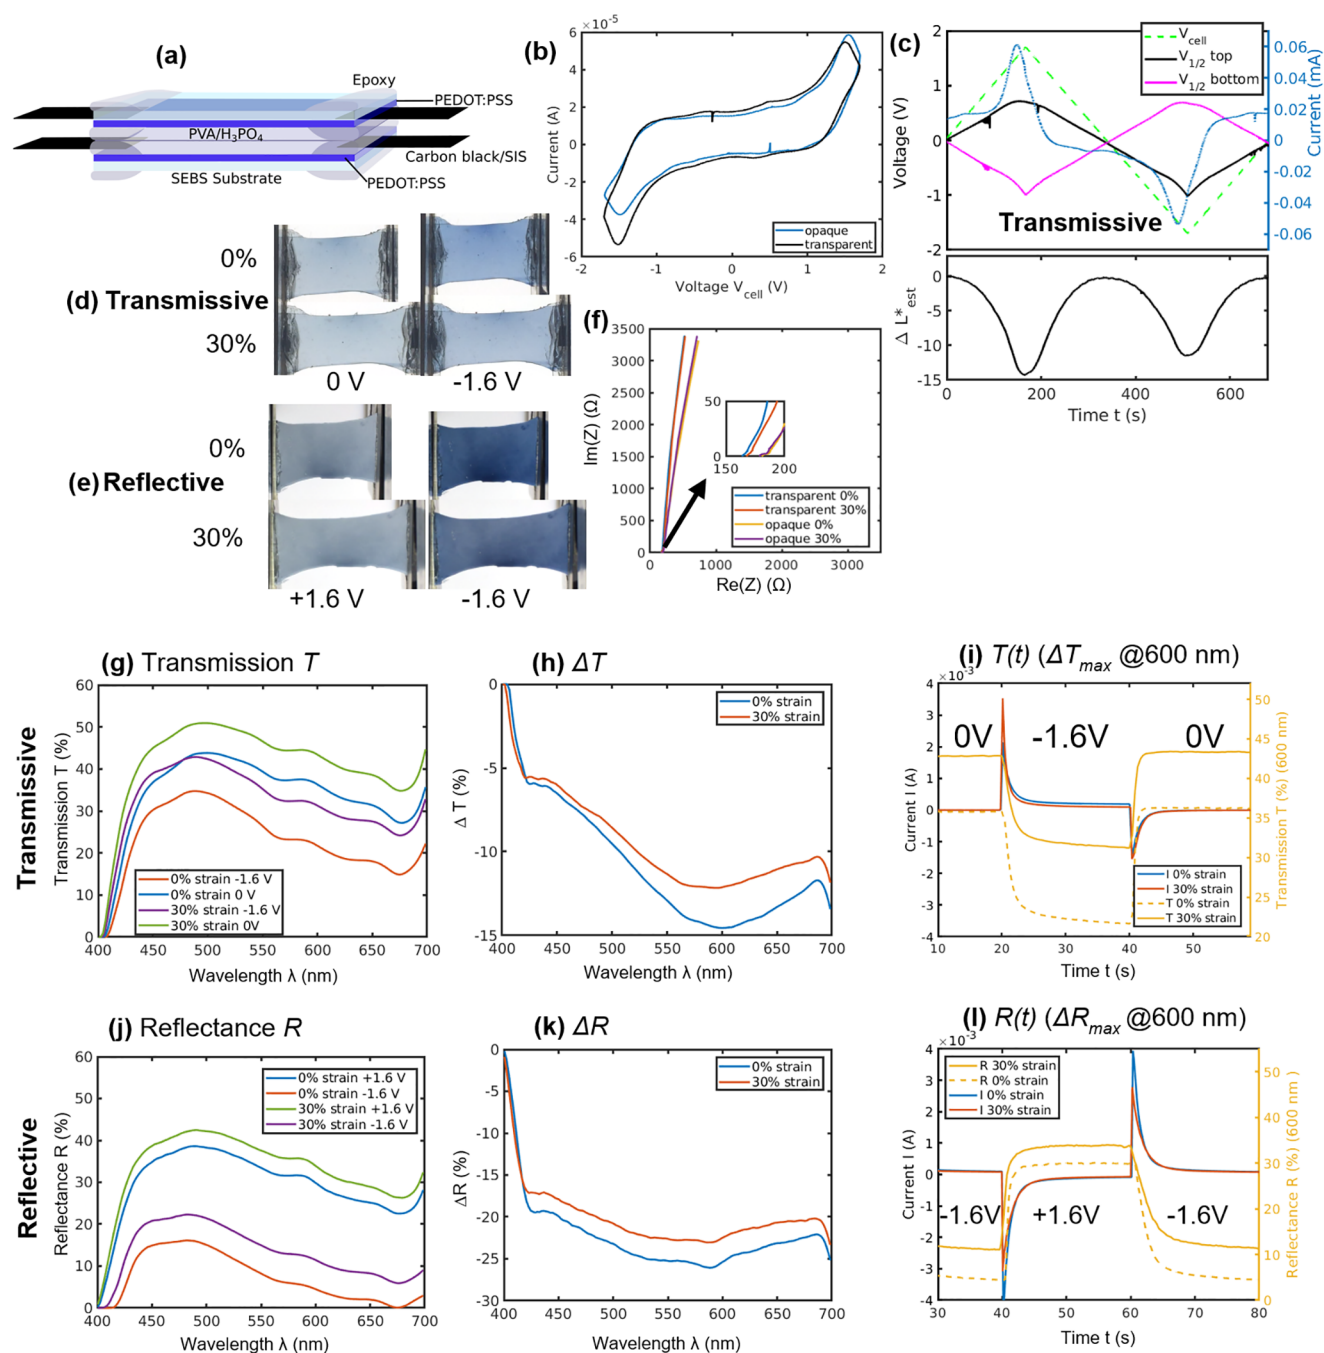 (a)
Epoxy
PEDOT:PSS
PVA/H₃PO₄
Carbon black/SIS
PEDOT:PSS
SEBS Substrate
(b)
×10⁻⁵
6
4
2
0
-2
-4
-6
Current (A)
opaque
transparent
-2
-1
0
1
2
Voltage V_cell (V)
(c)
V_cell
V_1/2 top
V_1/2 bottom
2
1
0
-1
-2
Voltage (V)
0.06
0.04
0.02
0
-0.02
-0.04
-0.06
Current (mA)
Transmissive
0
-5
-10
-15
Δ L*_est
0
200
400
600
Time t (s)
(d) Transmissive
0%
30%
0 V
-1.6 V
(e) Reflective
0%
30%
+1.6 V
-1.6 V
(f)
3500
3000
2500
2000
1500
1000
500
0
Im(Z) (Ω)
50
0
150
200
transparent 0%
transparent 30%
opaque 0%
opaque 30%
0
1000
2000
3000
Re(Z) (Ω)
Transmissive
(g) Transmission T
60
50
40
30
20
10
0
Transmission T (%)
0% strain -1.6 V
0% strain 0 V
30% strain -1.6 V
30% strain 0V
400
450
500
550
600
650
700
Wavelength λ (nm)
(h) ΔT
0
-5
-10
-15
Δ T (%)
0% strain
30% strain
400
450
500
550
600
650
700
Wavelength λ (nm)
(i) T(t) (ΔT_max @600 nm)
×10⁻³
4
3
2
1
0
-1
-2
-3
-4
Current I (A)
0V
-1.6V
0V
50
45
40
35
30
25
20
Transmission T (%) (600 nm)
I 0% strain
I 30% strain
T 0% strain
T 30% strain
10
20
30
40
50
Time t (s)
Reflective
(j) Reflectance R
60
50
40
30
20
10
0
Reflectance R (%)
0% strain +1.6 V
0% strain -1.6 V
30% strain +1.6 V
30% strain -1.6 V
400
450
500
550
600
650
700
Wavelength λ (nm)
(k) ΔR
0
-5
-10
-15
-20
-25
-30
ΔR (%)
0% strain
30% strain
400
450
500
550
600
650
700
Wavelength λ (nm)
(l) R(t) (ΔR_max @600 nm)
×10⁻³
4
3
2
1
0
-1
-2
-3
-4
Current I (A)
R 30% strain
R 0% strain
I 0% strain
I 30% strain
-1.6V
+1.6V
-1.6V
50
40
30
20
10
0
Reflectance R (%) (600 nm)
30
40
50
60
70
80
Time t (s)